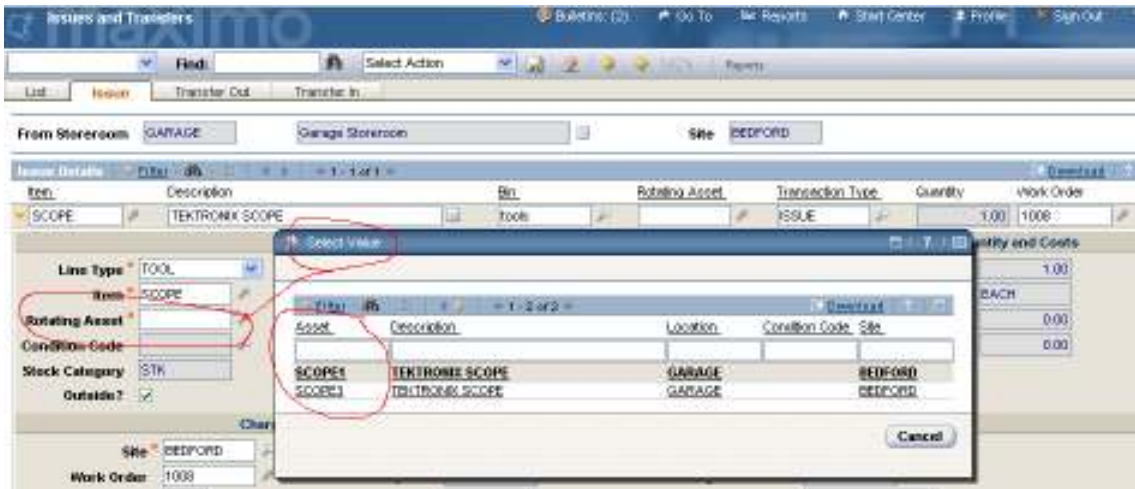 Issues and Transfers
maximo
Bulletins: (2) Go To Reports Start Center Profile Sign Out
Find: Select Action Reports
List Issue Transfer Out Transfer In
From Storeroom GARAGE Garage Storeroom Site BEDFORD
Issue Details Filter 1 - 1 of 1 Download
Item Description Bin Rotating Asset Transaction Type Quantity Work Order
SCOPE TEKTRONIX SCOPE tools ISSUE 1.00 1008
Select Value
ntity and Costs
Line Type * TOOL 1.00
Item * SCOPE EACH
Filter 1 - 2 of 2 Download
Rotating Asset * 0.00
Asset Description Location Condition Code Site
Condition Code 0.00
Stock Category STK
SCOPE1 TEKTRONIX SCOPE GARAGE BEDFORD
Outside?
SCOPE3 TEKTRONIX SCOPE GARAGE BEDFORD
Char
Cancel
Site * BEDFORD
Work Order 1008